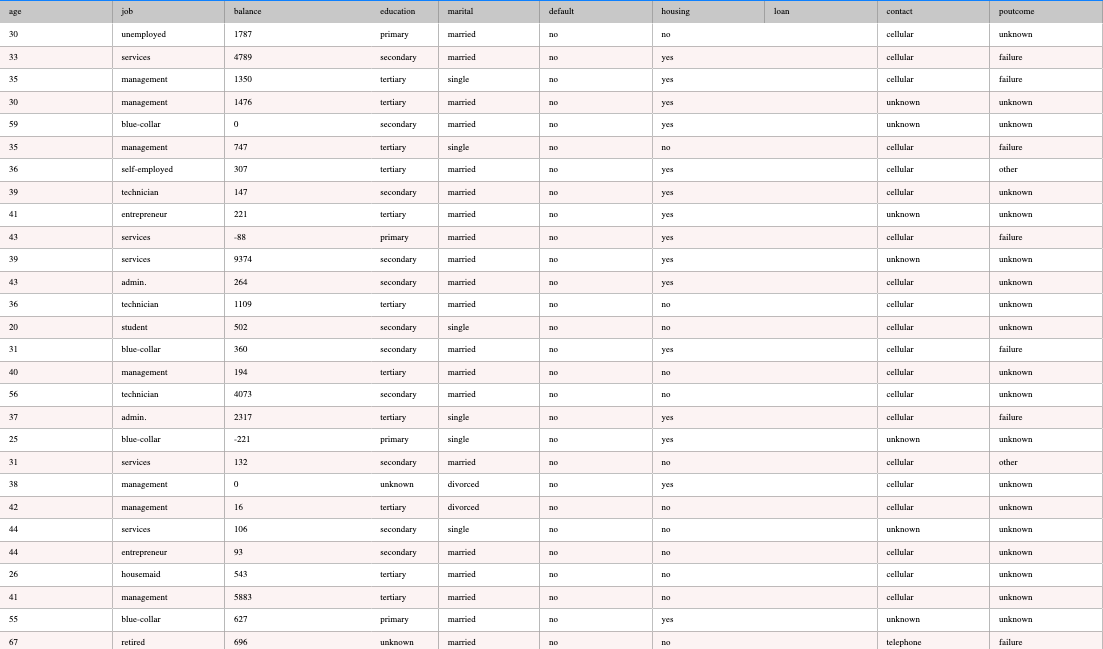 age job balance education marital default housing loan contact poutcome
30 unemployed 1787 primary married no no cellular unknown
33 services 4789 secondary married no yes cellular failure
35 management 1350 tertiary single no yes cellular failure
30 management 1476 tertiary married no yes unknown unknown
59 blue-collar 0 secondary married no yes unknown unknown
35 management 747 tertiary single no no cellular failure
36 self-employed 307 tertiary married no yes cellular other
39 technician 147 secondary married no yes cellular unknown
41 entrepreneur 221 tertiary married no yes unknown unknown
43 services -88 primary married no yes cellular failure
39 services 9374 secondary married no yes unknown unknown
43 admin. 264 secondary married no yes cellular unknown
36 technician 1109 tertiary married no no cellular unknown
20 student 502 secondary single no no cellular unknown
31 blue-collar 360 secondary married no yes cellular failure
40 management 194 tertiary married no no cellular unknown
56 technician 4073 secondary married no no cellular unknown
37 admin. 2317 tertiary single no yes cellular failure
25 blue-collar -221 primary single no yes unknown unknown
31 services 132 secondary married no no cellular other
38 management 0 unknown divorced no yes cellular unknown
42 management 16 tertiary divorced no no cellular unknown
44 services 106 secondary single no no unknown unknown
44 entrepreneur 93 secondary married no no cellular unknown
26 housemaid 543 tertiary married no no cellular unknown
41 management 5883 tertiary married no no cellular unknown
55 blue-collar 627 primary married no yes unknown unknown
67 retired 696 unknown married no no telephone failure